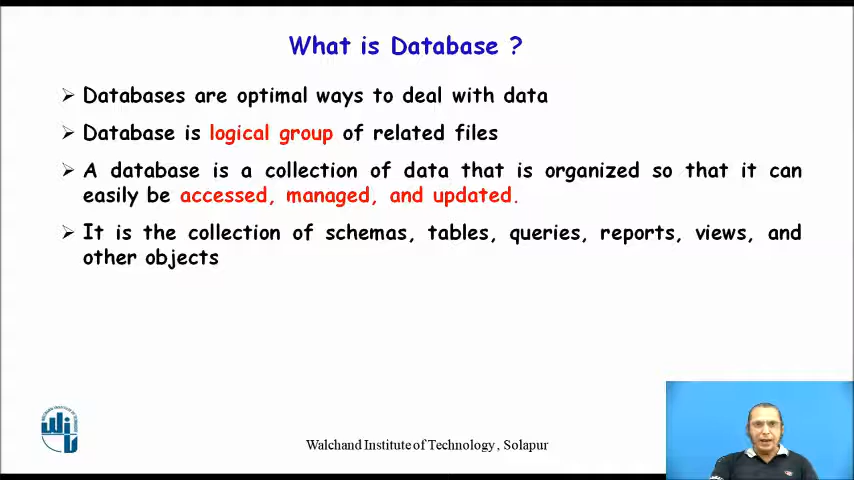 What is Database ?
➢ Databases are optimal ways to deal with data
➢ Database is logical group of related files
➢ A database is a collection of data that is organized so that it can
easily be accessed, managed, and updated.
➢ It is the collection of schemas, tables, queries, reports, views, and
other objects
Walchand Institute of Technology, Solapur